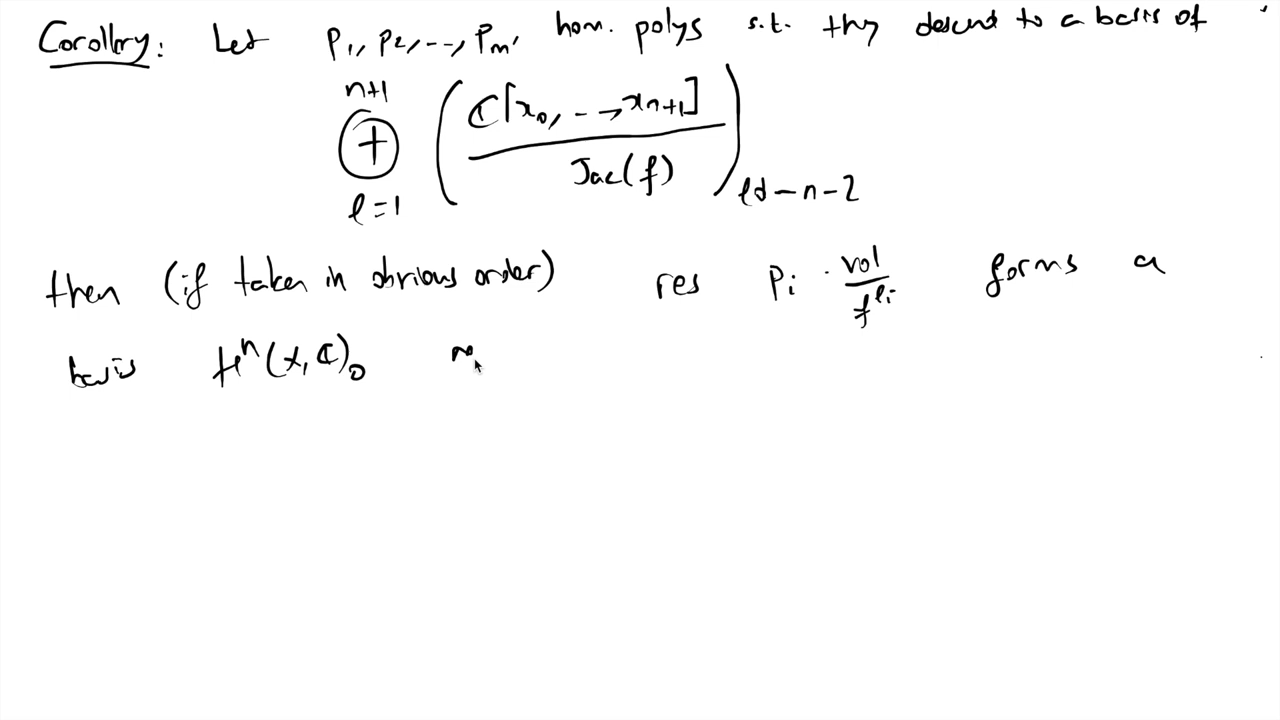 Corollary: Let P₁, P₂, ..., Pₘ, hom. polys s.t. they descend to a basis of
n+1
⊕ ( ℂ[x₀, ..., xₙ₊₁] / Jac(f) ) ℓd-n-2
ℓ=1
then (if taken in obvious order) res Pᵢ · vol / f^ℓᵢ forms a
basis Hⁿ(X, ℂ)₀